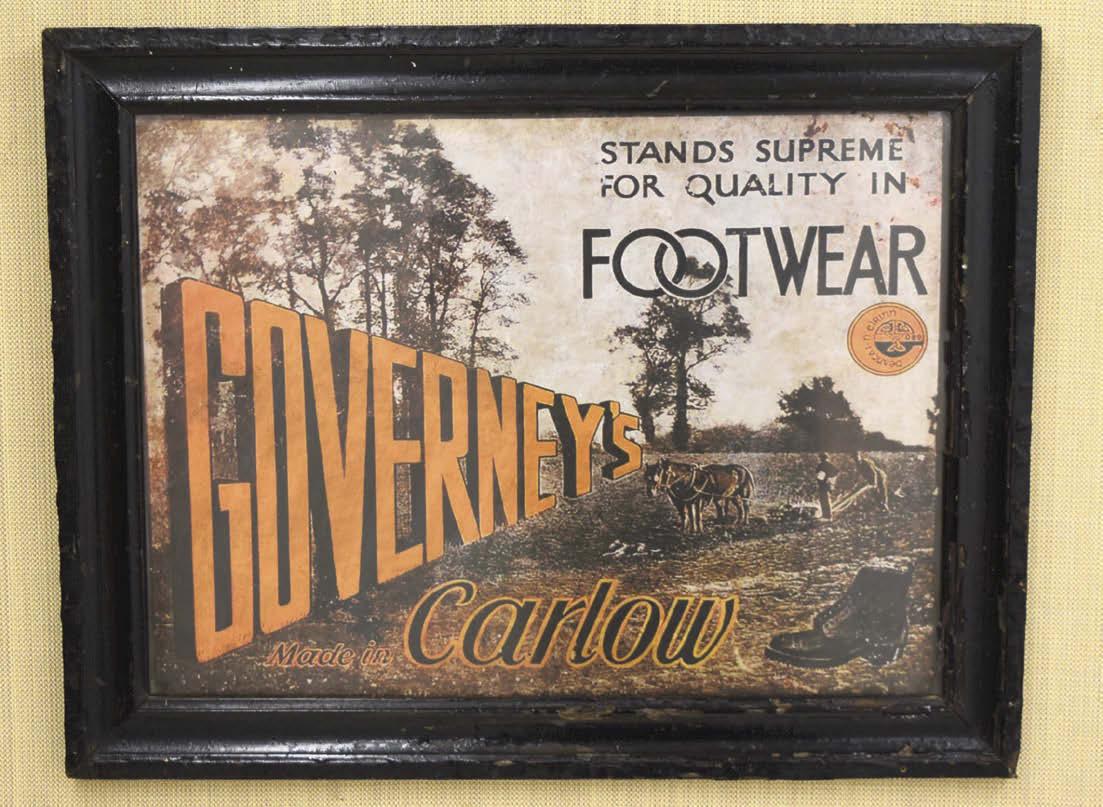 STANDS SUPREME
FOR QUALITY IN
FOOTWEAR
GOVERNEY'S
Made in Carlow